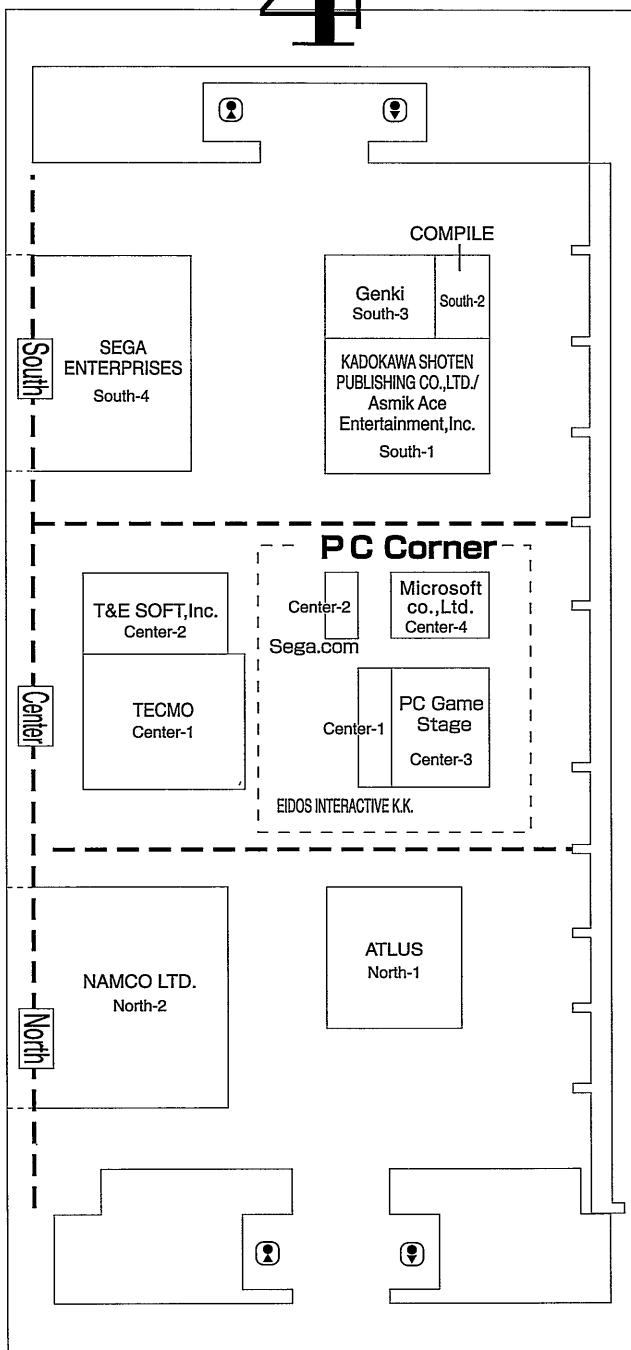 4
COMPILE
Genki
South-3
South-2
SEGA
ENTERPRISES
South-4
South
KADOKAWA SHOTEN
PUBLISHING CO.,LTD./
Asmik Ace
Entertainment,Inc.
South-1
PC Corner
T&E SOFT,Inc.
Center-2
Center-2
Sega.com
Microsoft
co.,Ltd.
Center-4
Center
TECMO
Center-1
Center-1
PC Game
Stage
Center-3
EIDOS INTERACTIVE K.K.
NAMCO LTD.
North-2
North
ATLUS
North-1